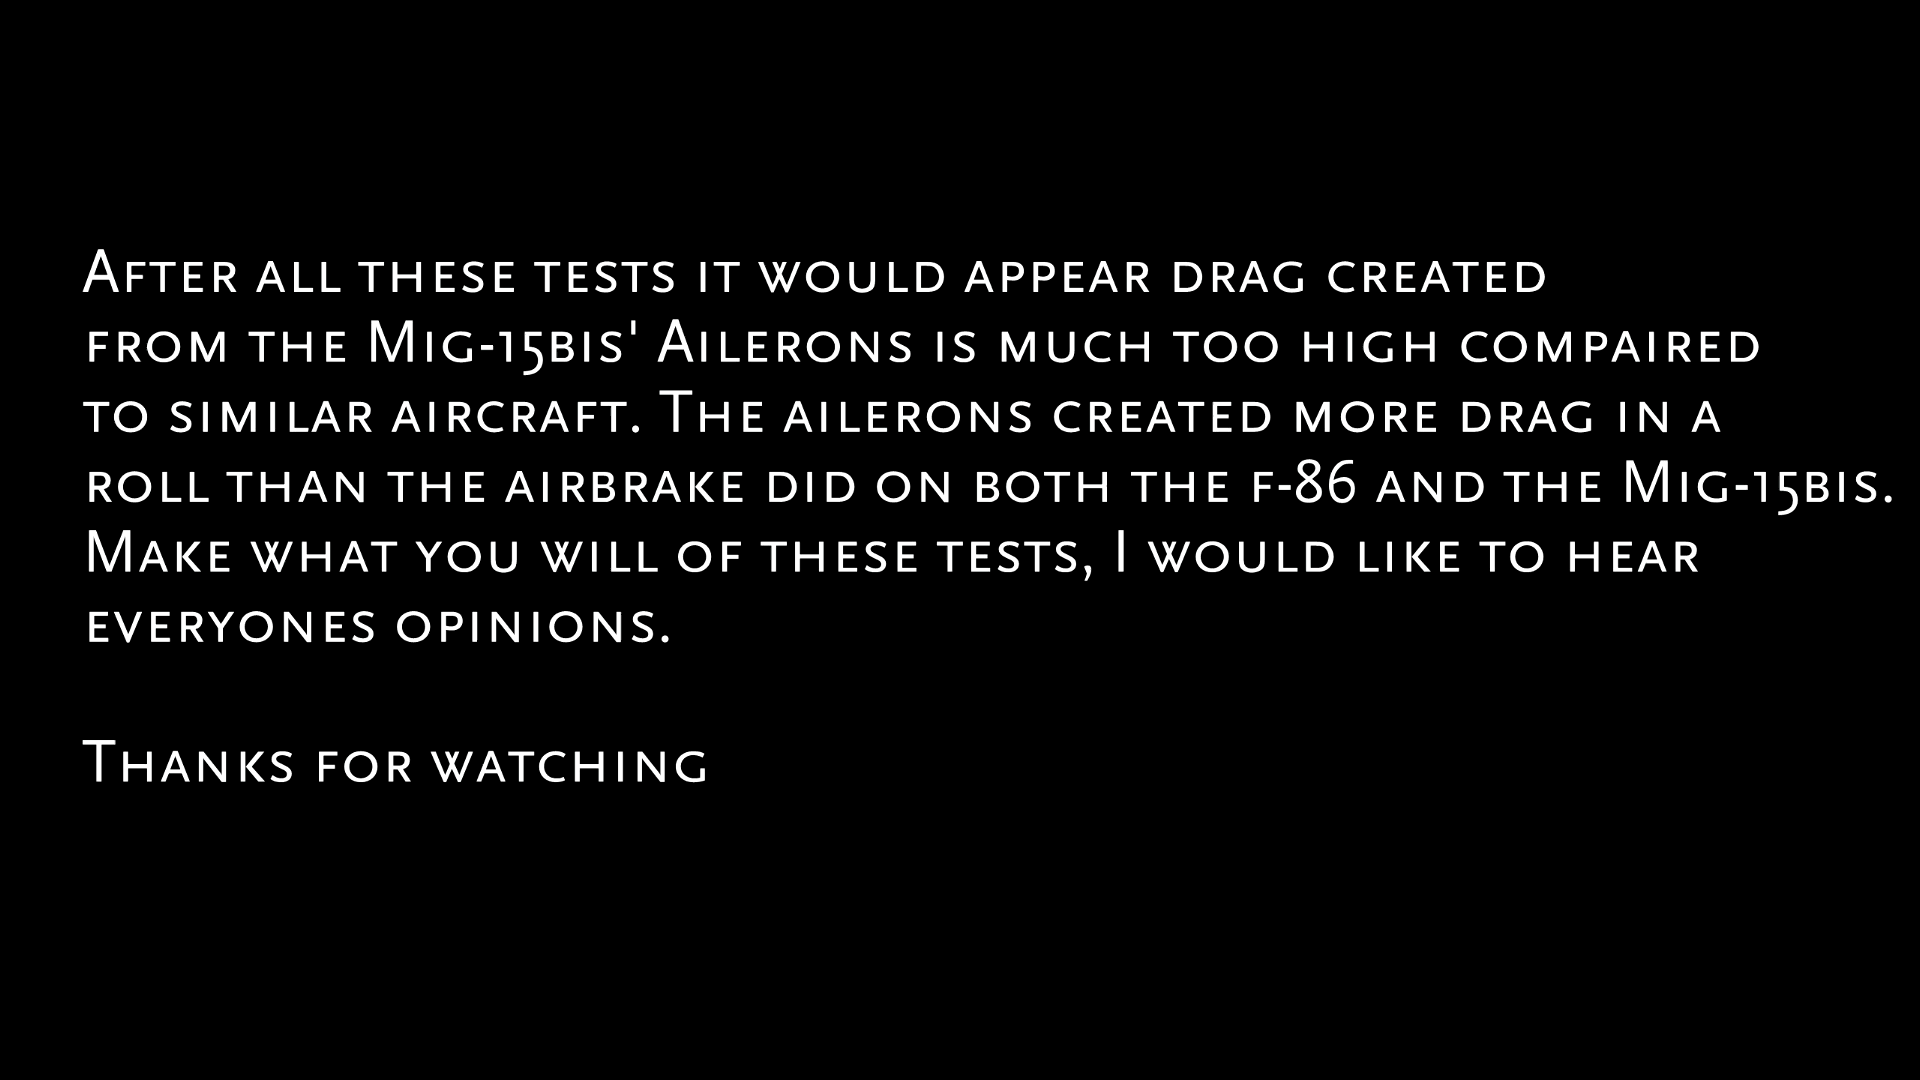 After all these tests it would appear drag created
from the Mig-15bis' Ailerons is much too high compaired
to similar aircraft. The ailerons created more drag in a
roll than the airbrake did on both the f-86 and the Mig-15bis.
Make what you will of these tests, I would like to hear
everyones opinions.
Thanks for watching